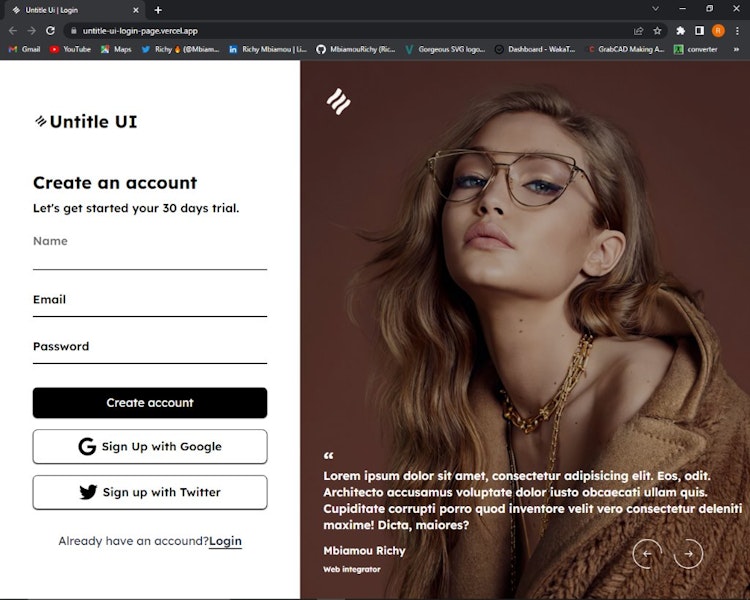 Untitle Ui | Login
untitle-ui-login-page.vercel.app
R
Gmail
YouTube
Maps
Richy 🔥 (@Mbiam...
Richy Mbiamou | Li...
MbiamouRichy (Ric...
Gorgeous SVG logo...
Dashboard - WakaT...
GrabCAD Making A...
converter
»
Untitle UI
Create an account
Let's get started your 30 days trial.
Name
Email
Password
Create account
Sign Up with Google
Sign up with Twitter
Already have an accound?Login
“
Lorem ipsum dolor sit amet, consectetur adipisicing elit. Eos, odit.
Architecto accusamus voluptate dolor iusto obcaecati ullam quis.
Cupiditate corrupti porro quod inventore velit vero consectetur deleniti
maxime! Dicta, maiores?
Mbiamou Richy
Web integrator